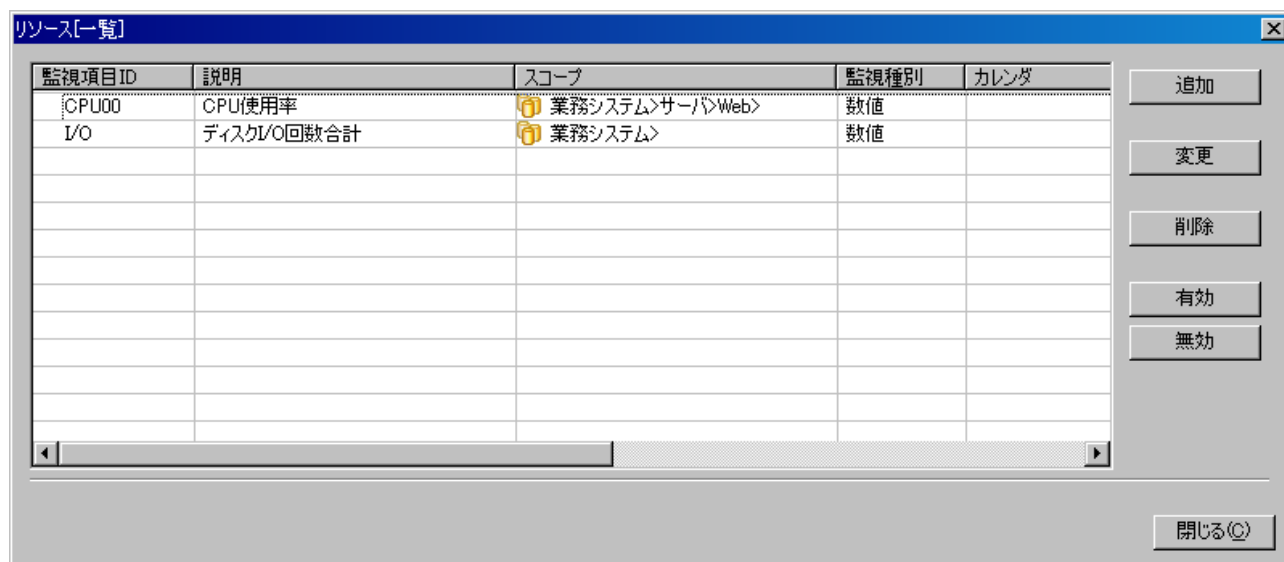 リソース[一覧]
監視項目ID 説明 スコープ 監視種別 カレンダ
CPU00 CPU使用率 業務システム>サーバ>Web> 数値
I/O ディスクI/O回数合計 業務システム> 数値
追加
変更
削除
有効
無効
閉じる(C)